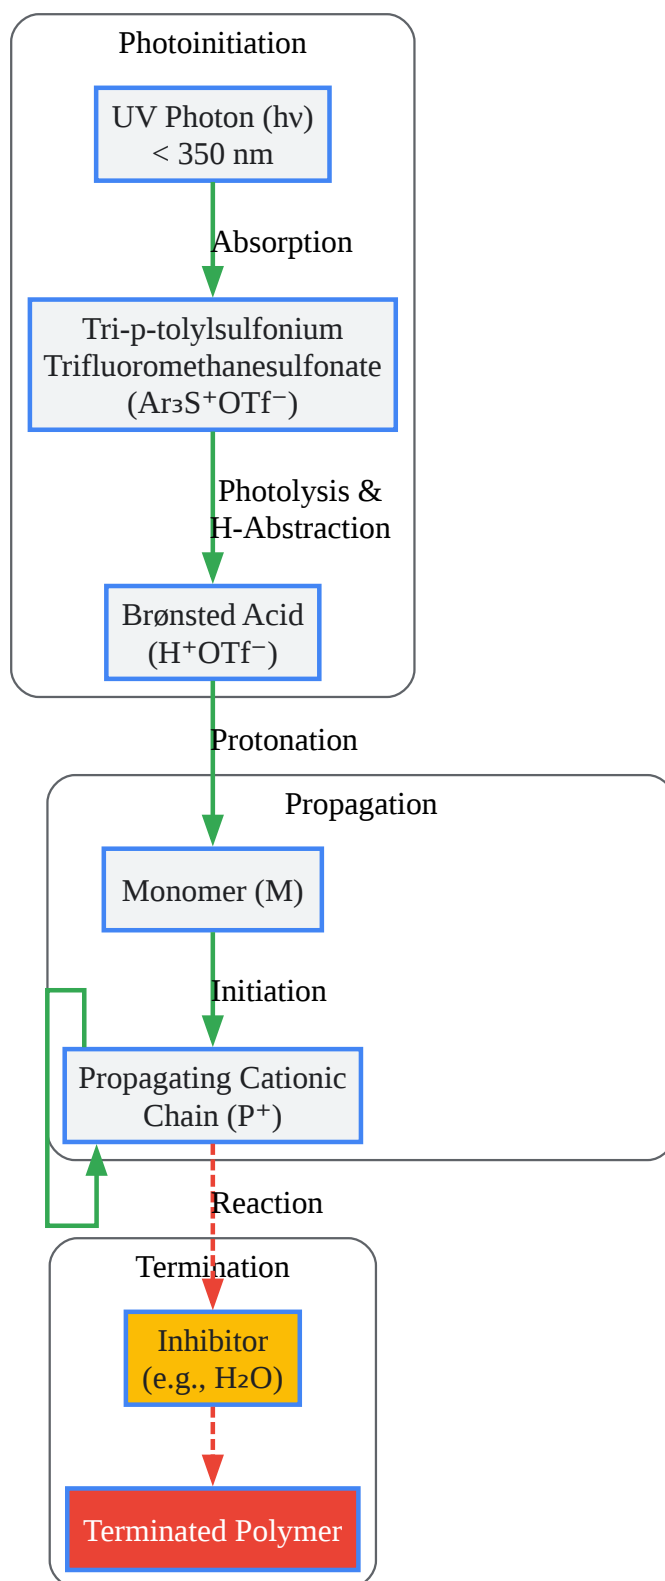 Photoinitiation
UV Photon (hν)
< 350 nm
Absorption
Tri-p-tolylsulfonium
Trifluoromethanesulfonate
(Ar₃S⁺OTf⁻)
Photolysis &
H-Abstraction
Brønsted Acid
(H⁺OTf⁻)
Protonation
Propagation
Monomer (M)
Initiation
Propagating Cationic
Chain (P⁺)
Reaction
Termination
Inhibitor
(e.g., H₂O)
Terminated Polymer